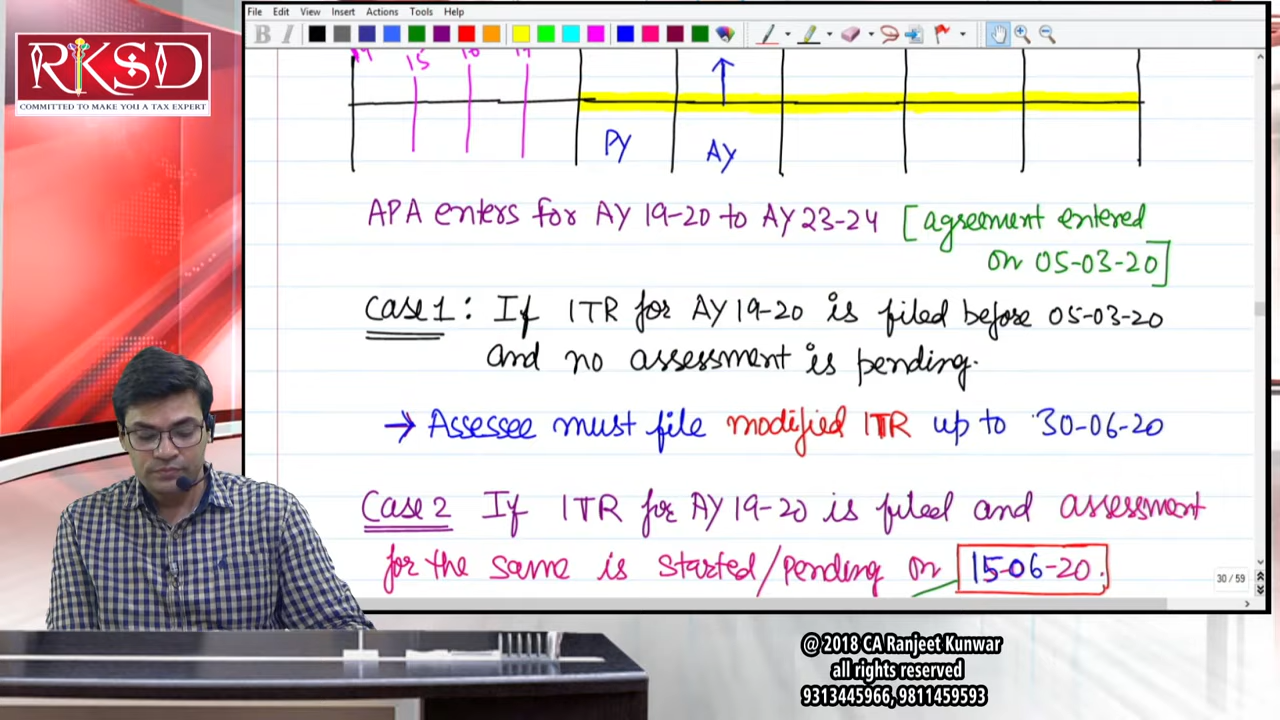 File Edit View Insert Actions Tools Help
RKSD
COMMITTED TO MAKE YOU A TAX EXPERT
B I
15
17
PY
AY
APA enters for AY 19-20 to AY 23-24 [agreement entered
on 05-03-20]
Case 1: If ITR for AY 19-20 is filed before 05-03-20
and no assessment is pending.
→ Assessee must file modified ITR up to 30-06-20
Case 2 If ITR for AY 19-20 is filed and assessment
for the same is started/pending on 15-06-20.
30 / 59
@ 2018 CA Ranjeet Kunwar
all rights reserved
9313445966, 9811459593